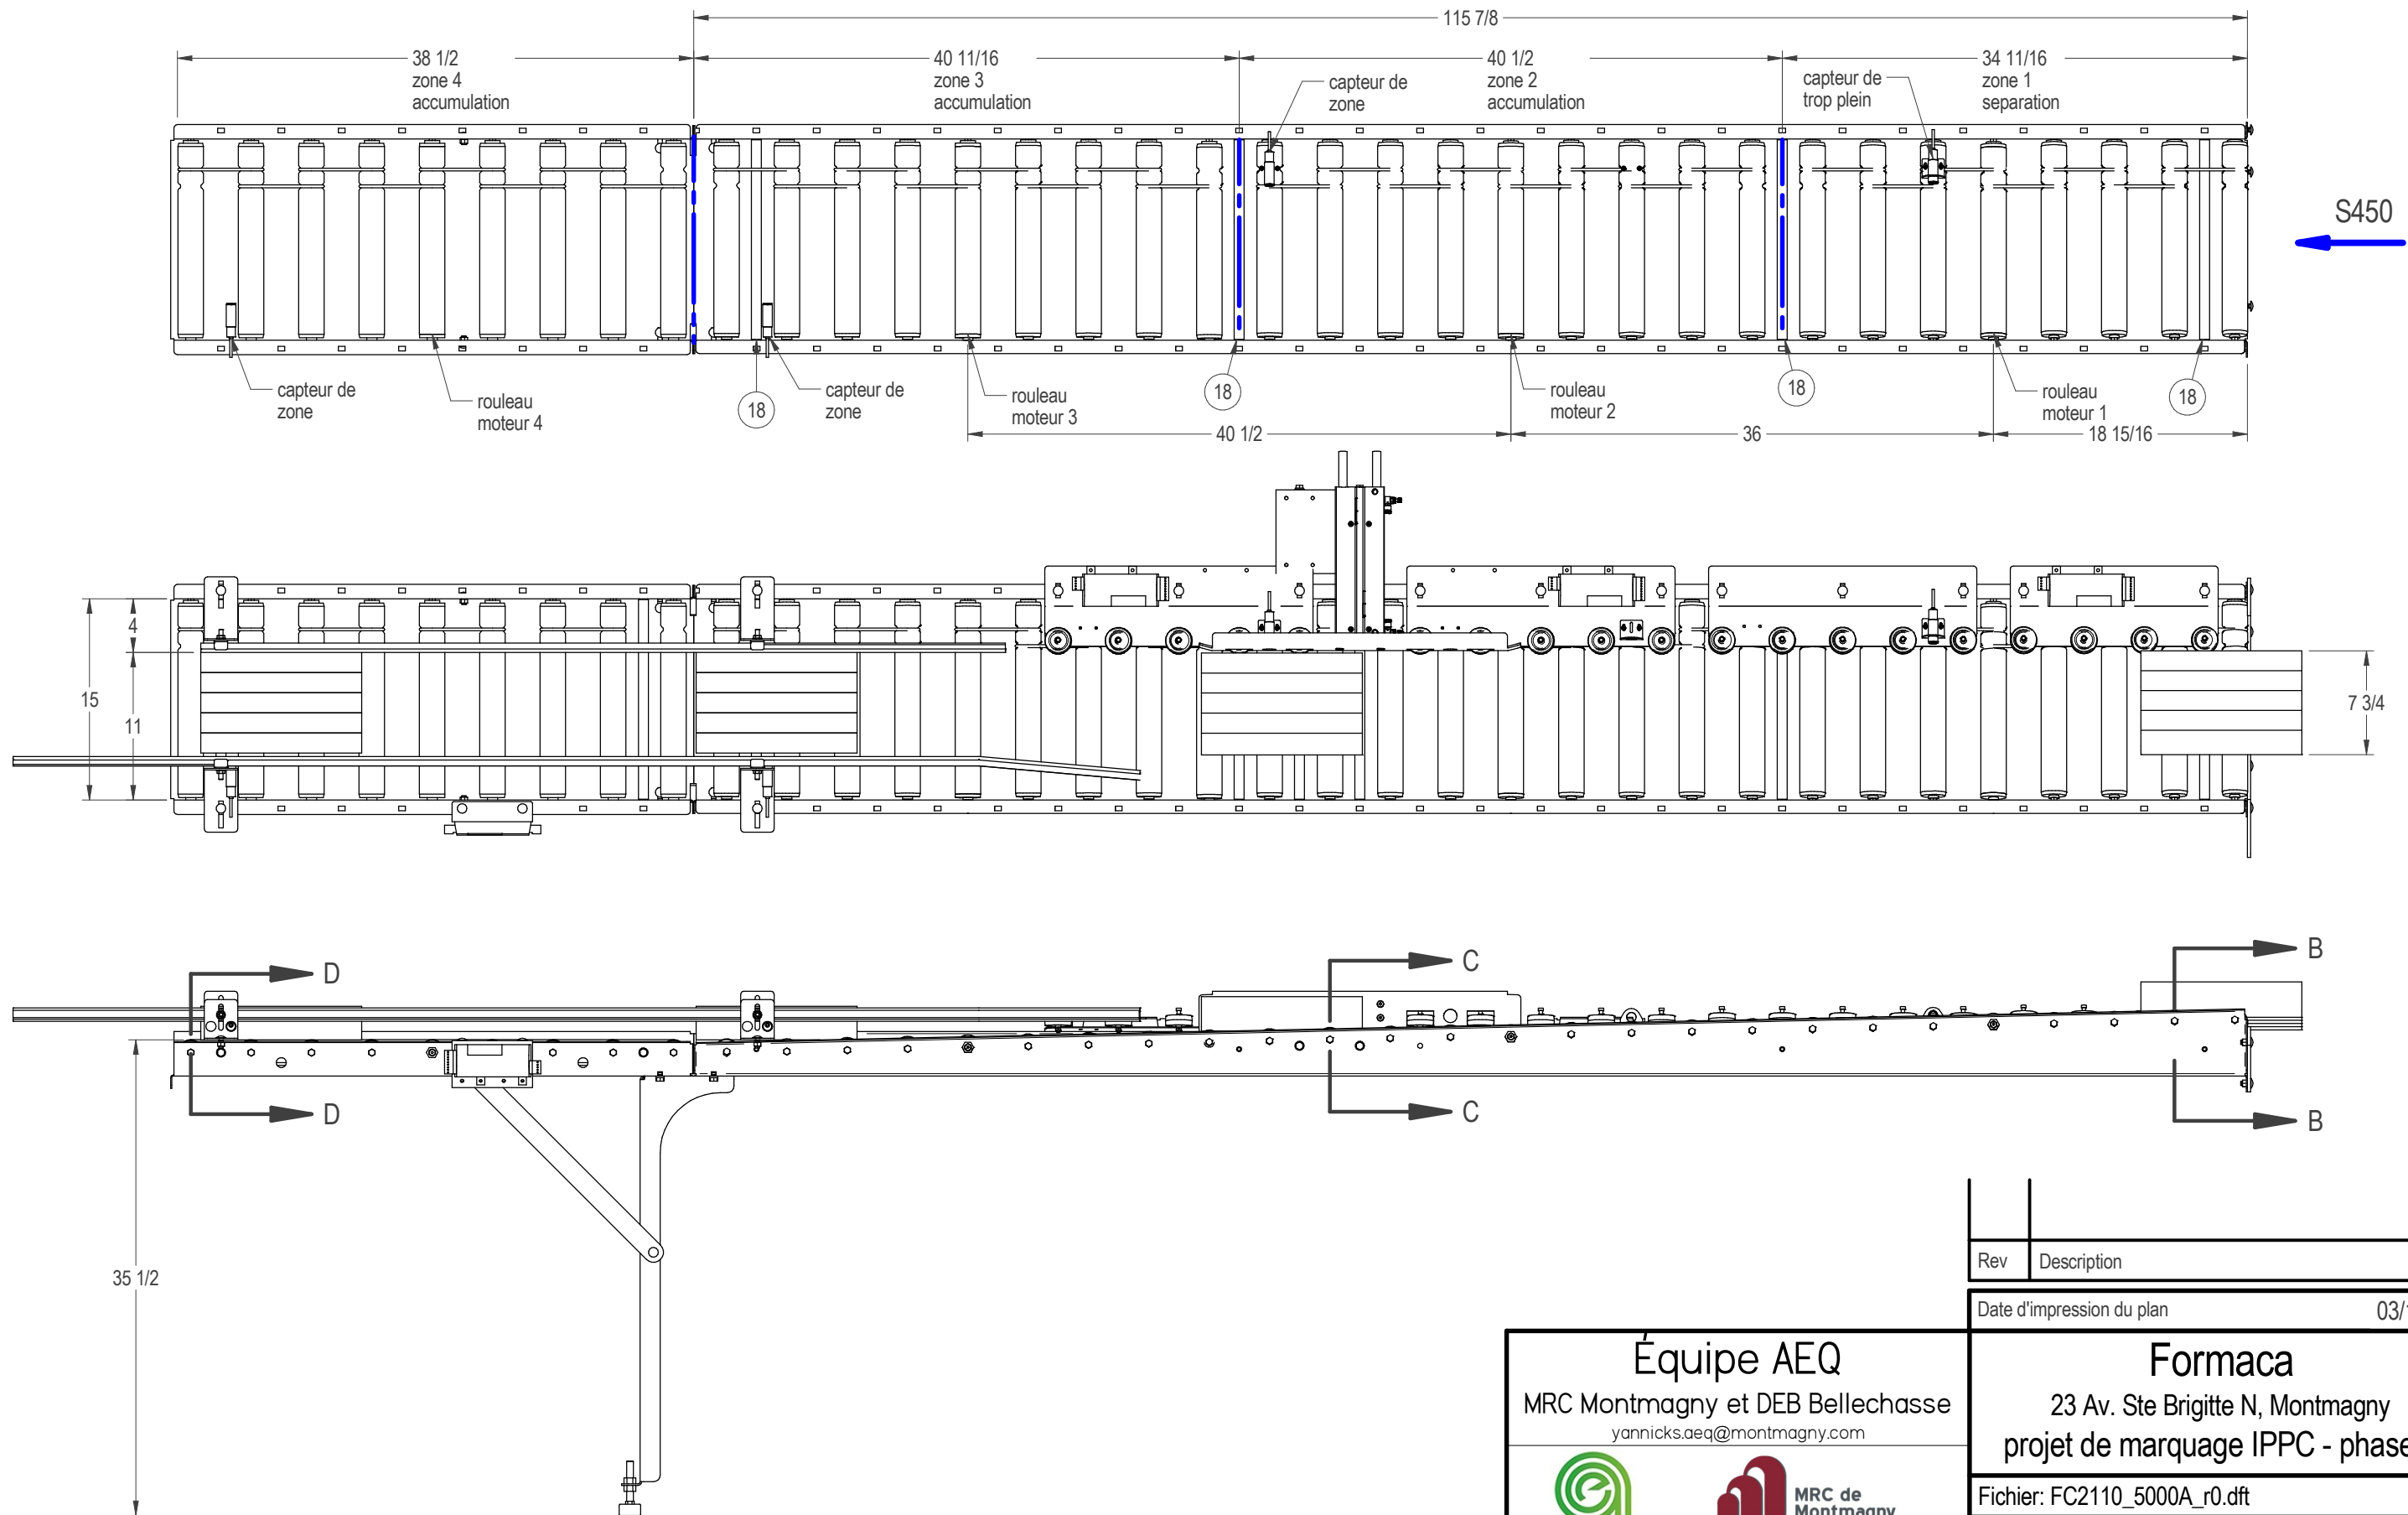 115 7/8
38 1/2
zone 4
accumulation
40 11/16
zone 3
accumulation
capteur de
zone
40 1/2
zone 2
accumulation
capteur de
trop plein
34 11/16
zone 1
separation
S450
capteur de
zone
rouleau
moteur 4
18
capteur de
zone
rouleau
moteur 3
18
rouleau
moteur 2
18
rouleau
moteur 1
18
40 1/2
36
18 15/16
4
15
11
7 3/4
D
C
B
D
C
B
35 1/2
Rev
Description
Date d'impression du plan
03/
Équipe AEQ
MRC Montmagny et DEB Bellechasse
yannicks.aeq@montmagny.com
MRC de
Montmagny
Formaca
23 Av. Ste Brigitte N, Montmagny
projet de marquage IPPC - phase
Fichier: FC2110_5000A_r0.dft